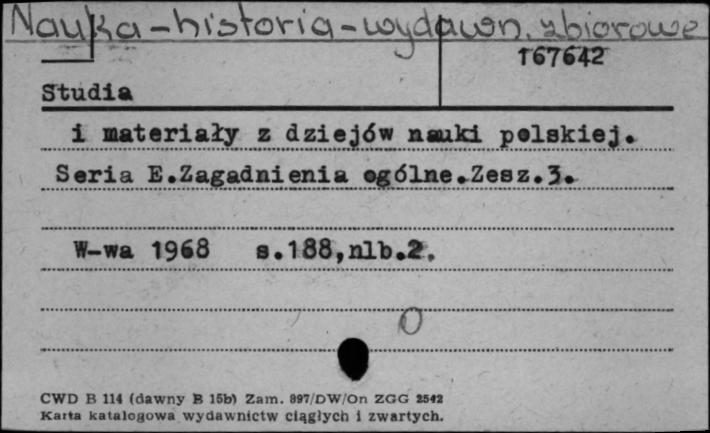 Nauka-historia-wydawn. zbiorowe
167642
Studia
i materiały z dziejów nauki polskiej.
Seria E.Zagadnienia ogólne.Zesz.3.
W-wa 1968 s.188,nlb.2.
O
CWD B 114 (dawny B 15b) Zam. 897/DW/On ZGG 2542
Karta katalogowa wydawnictw ciągłych i zwartych.